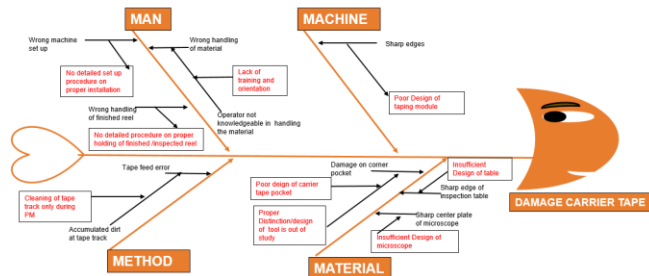 MAN
MACHINE
Wrong machine
set up
Wrong handling
of material
Sharp edges
No detailed set up
procedure on
proper installation
Lack of
training and
orientation
Poor Design of
taping module
Wrong handling
of finished reel
Operator not
knowledgeable in handling
the material
No detailed procedure on proper
holding of finished /inspected reel
Tape feed error
Damage on corner
pocket
Insufficient
Design of table
Cleaning of tape
track only during
PM
Poor deign of carrier
tape pocket
Sharp edge of
inspection table
DAMAGE CARRIER TAPE
Proper
Distinction/design
of tool is out of
study
Sharp center plate
of microscope
Accumulated dirt
at tape track
Insufficient Design of
microscope
METHOD
MATERIAL